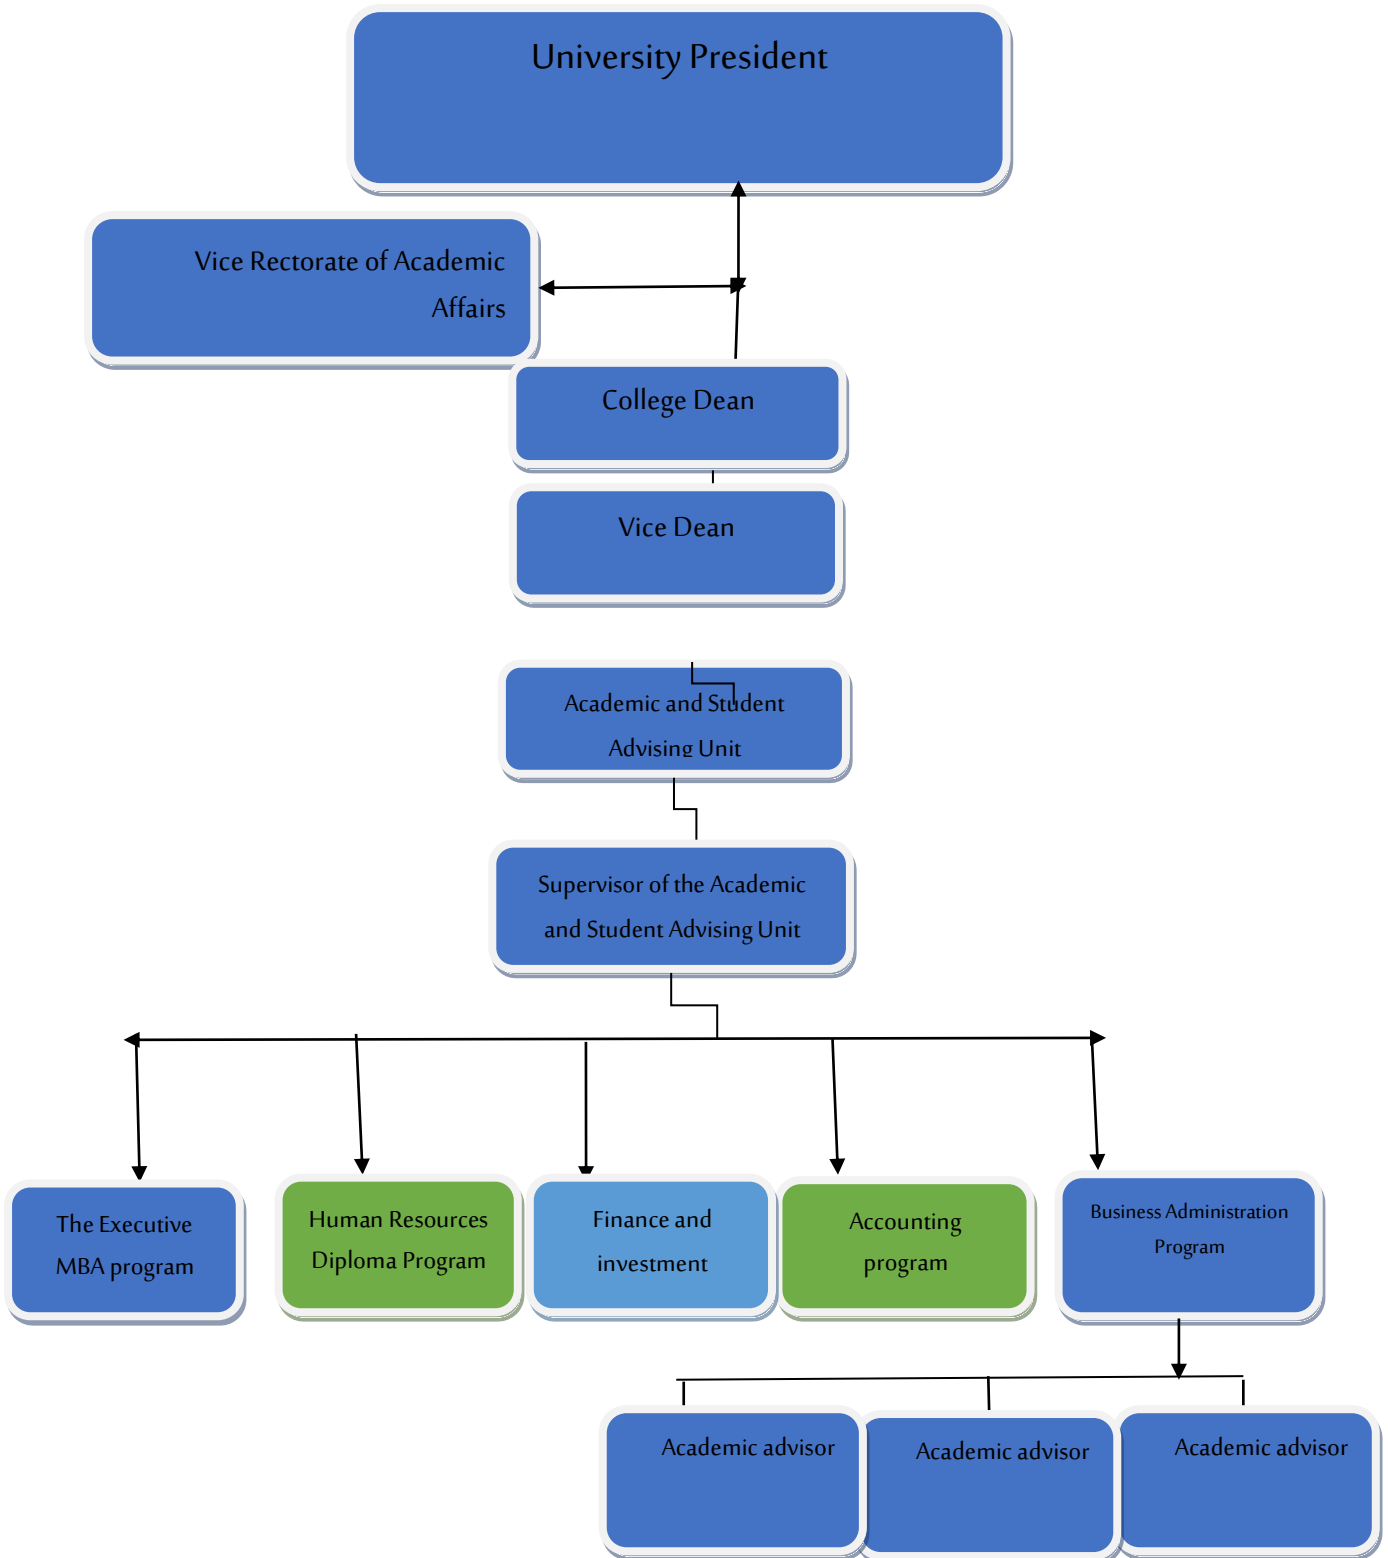 University President
Vice Rectorate of Academic
Affairs
College Dean
Vice Dean
Academic and Student
Advising Unit
Supervisor of the Academic
and Student Advising Unit
The Executive
MBA program
Human Resources
Diploma Program
Finance and
investment
Accounting
program
Business Administration
Program
Academic advisor
Academic advisor
Academic advisor